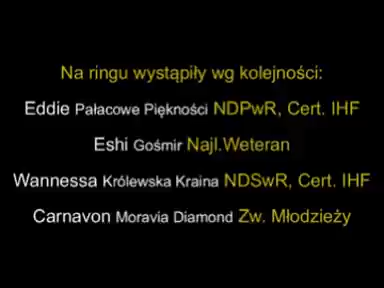 Na ringu wystąpiły wg kolejności:
Eddie Pałacowe Piękności NDPwR, Cert. IHF
Eshi Gośmir Najl.Weteran
Wannessa Królewska Kraina NDSwR, Cert. IHF
Carnavon Moravia Diamond Zw. Młodzieży